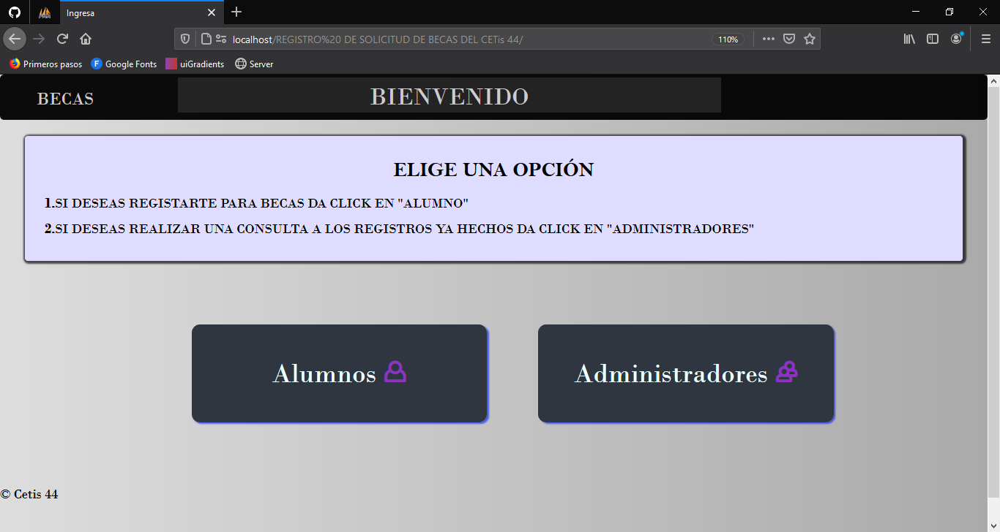 Ingresa
localhost/REGISTRO%20 DE SOLICITUD DE BECAS DEL CETis 44/
110%
Primeros pasos
F Google Fonts
uiGradients
Server
BECAS
BIENVENIDO
ELIGE UNA OPCIÓN
1.SI DESEAS REGISTARTE PARA BECAS DA CLICK EN "ALUMNO"
2.SI DESEAS REALIZAR UNA CONSULTA A LOS REGISTROS YA HECHOS DA CLICK EN "ADMINISTRADORES"
Alumnos
Administradores
© Cetis 44